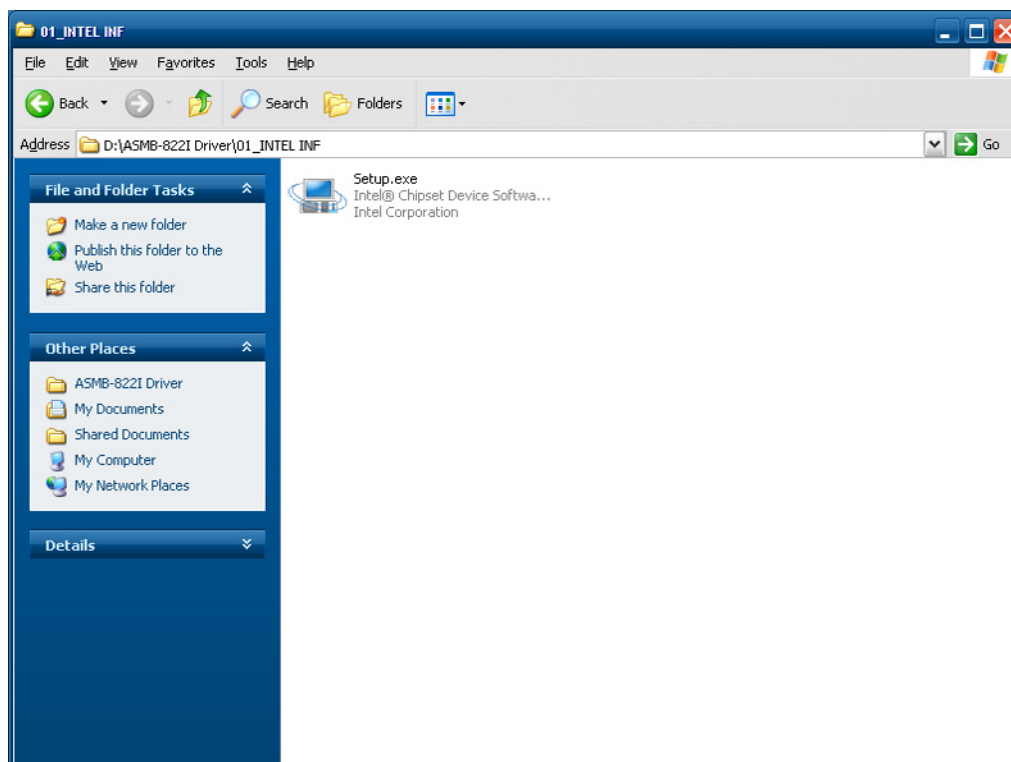 01_INTEL INF
File Edit View Favorites Tools Help
Back Search Folders
Address D:\ASMB-822I Driver\01_INTEL INF Go
File and Folder Tasks
Make a new folder
Publish this folder to the
Web
Share this folder
Other Places
ASMB-822I Driver
My Documents
Shared Documents
My Computer
My Network Places
Details
Setup.exe
Intel® Chipset Device Softwa...
Intel Corporation